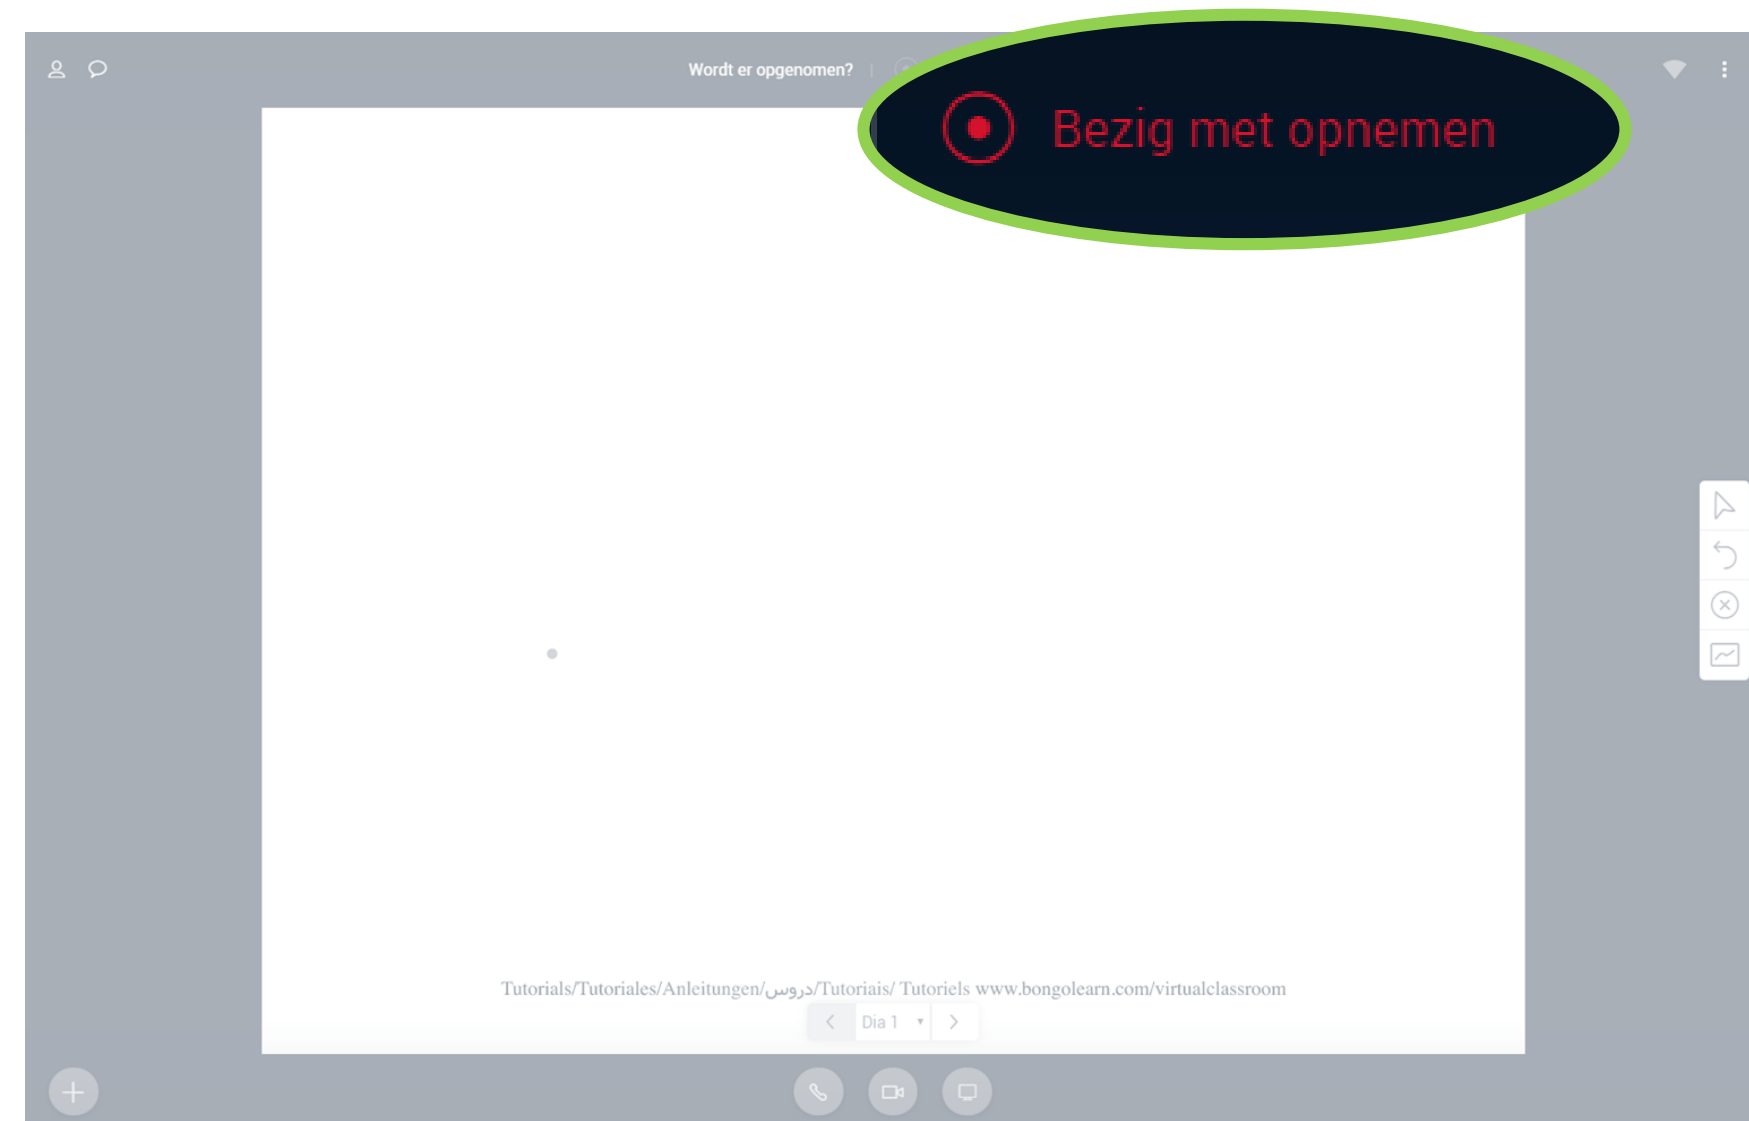 Wordt er opgenomen?
Bezig met opnemen
Tutorials/Tutoriales/Anleitungen/دروس/Tutoriais/ Tutoriels www.bongolearn.com/virtualclassroom
Dia 1